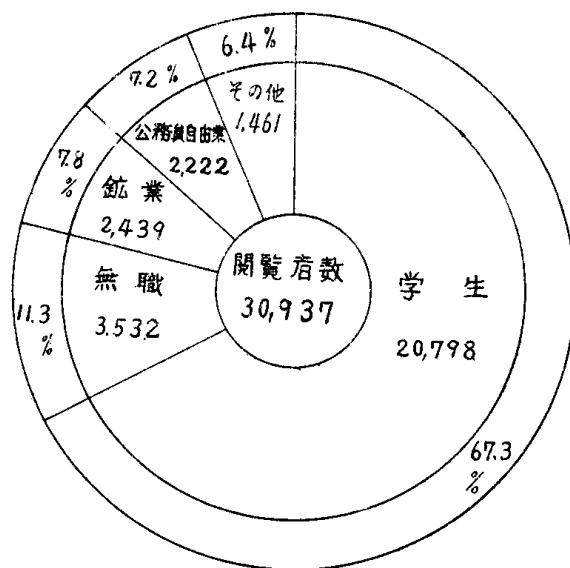 6.4%
その他
1,461
7.2%
公務員自由業
2,222
7.8
%
鉱業
2,439
11.3
%
無職
3.532
閲覧者数
30,937
学生
20,798
67.3
%